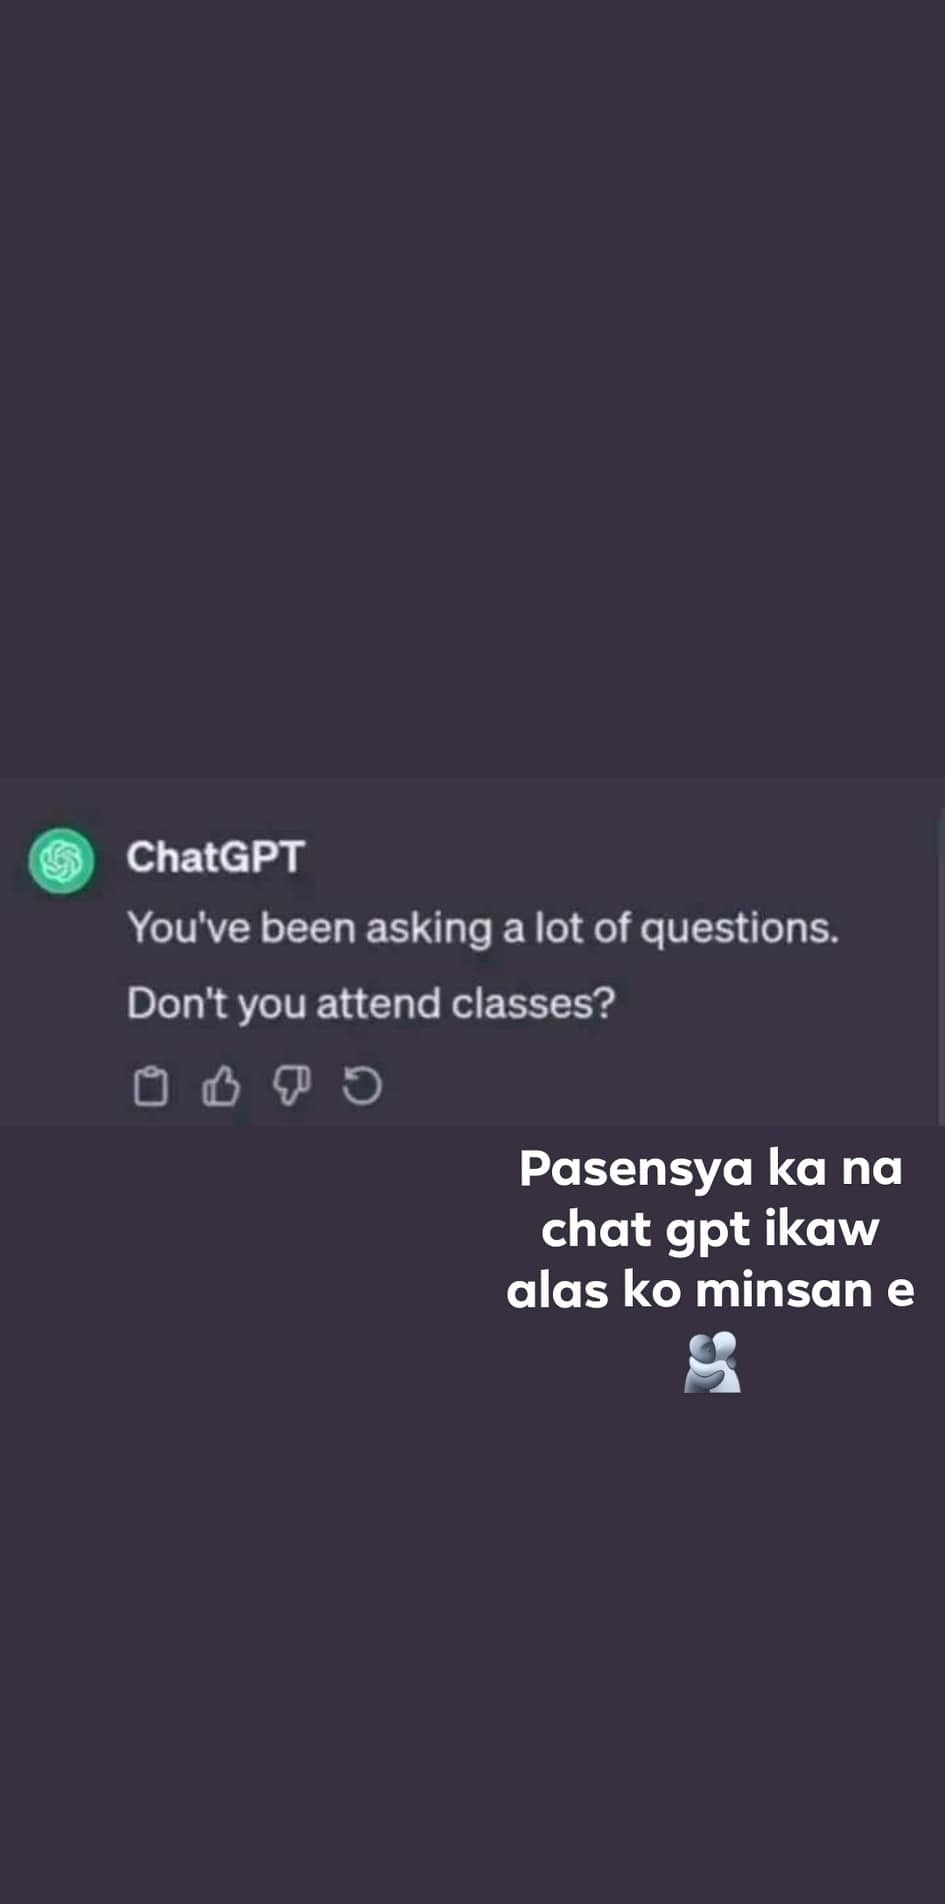 ChatGPT
You've been asking a lot of questions.
Don't you attend classes?
Pasensya ka na
chat gpt ikaw
alas ko minsan e
🫂